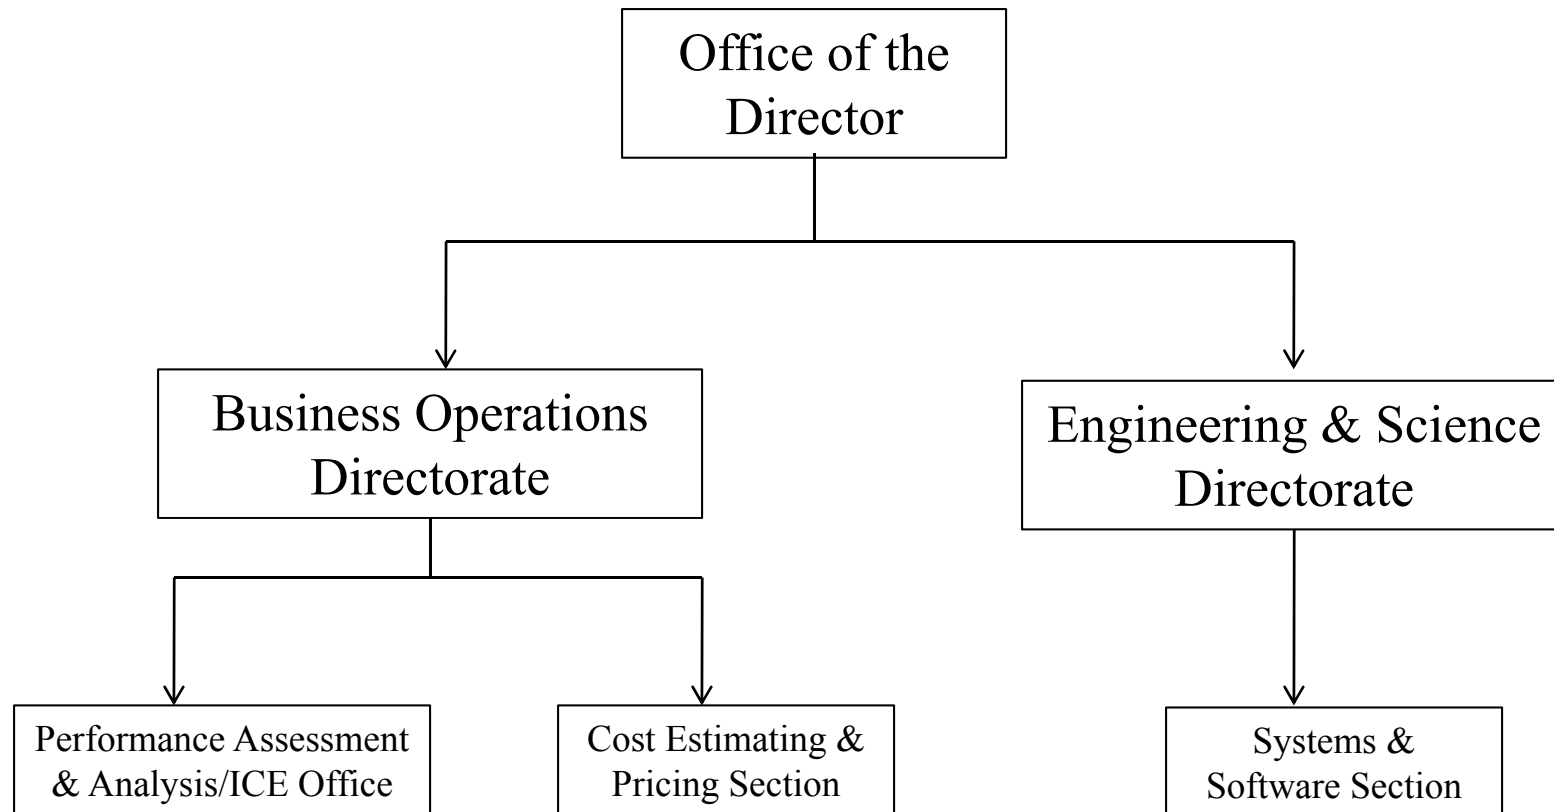 Office of the
Director
Business Operations
Directorate
Engineering & Science
Directorate
Performance Assessment
& Analysis/ICE Office
Cost Estimating &
Pricing Section
Systems &
Software Section